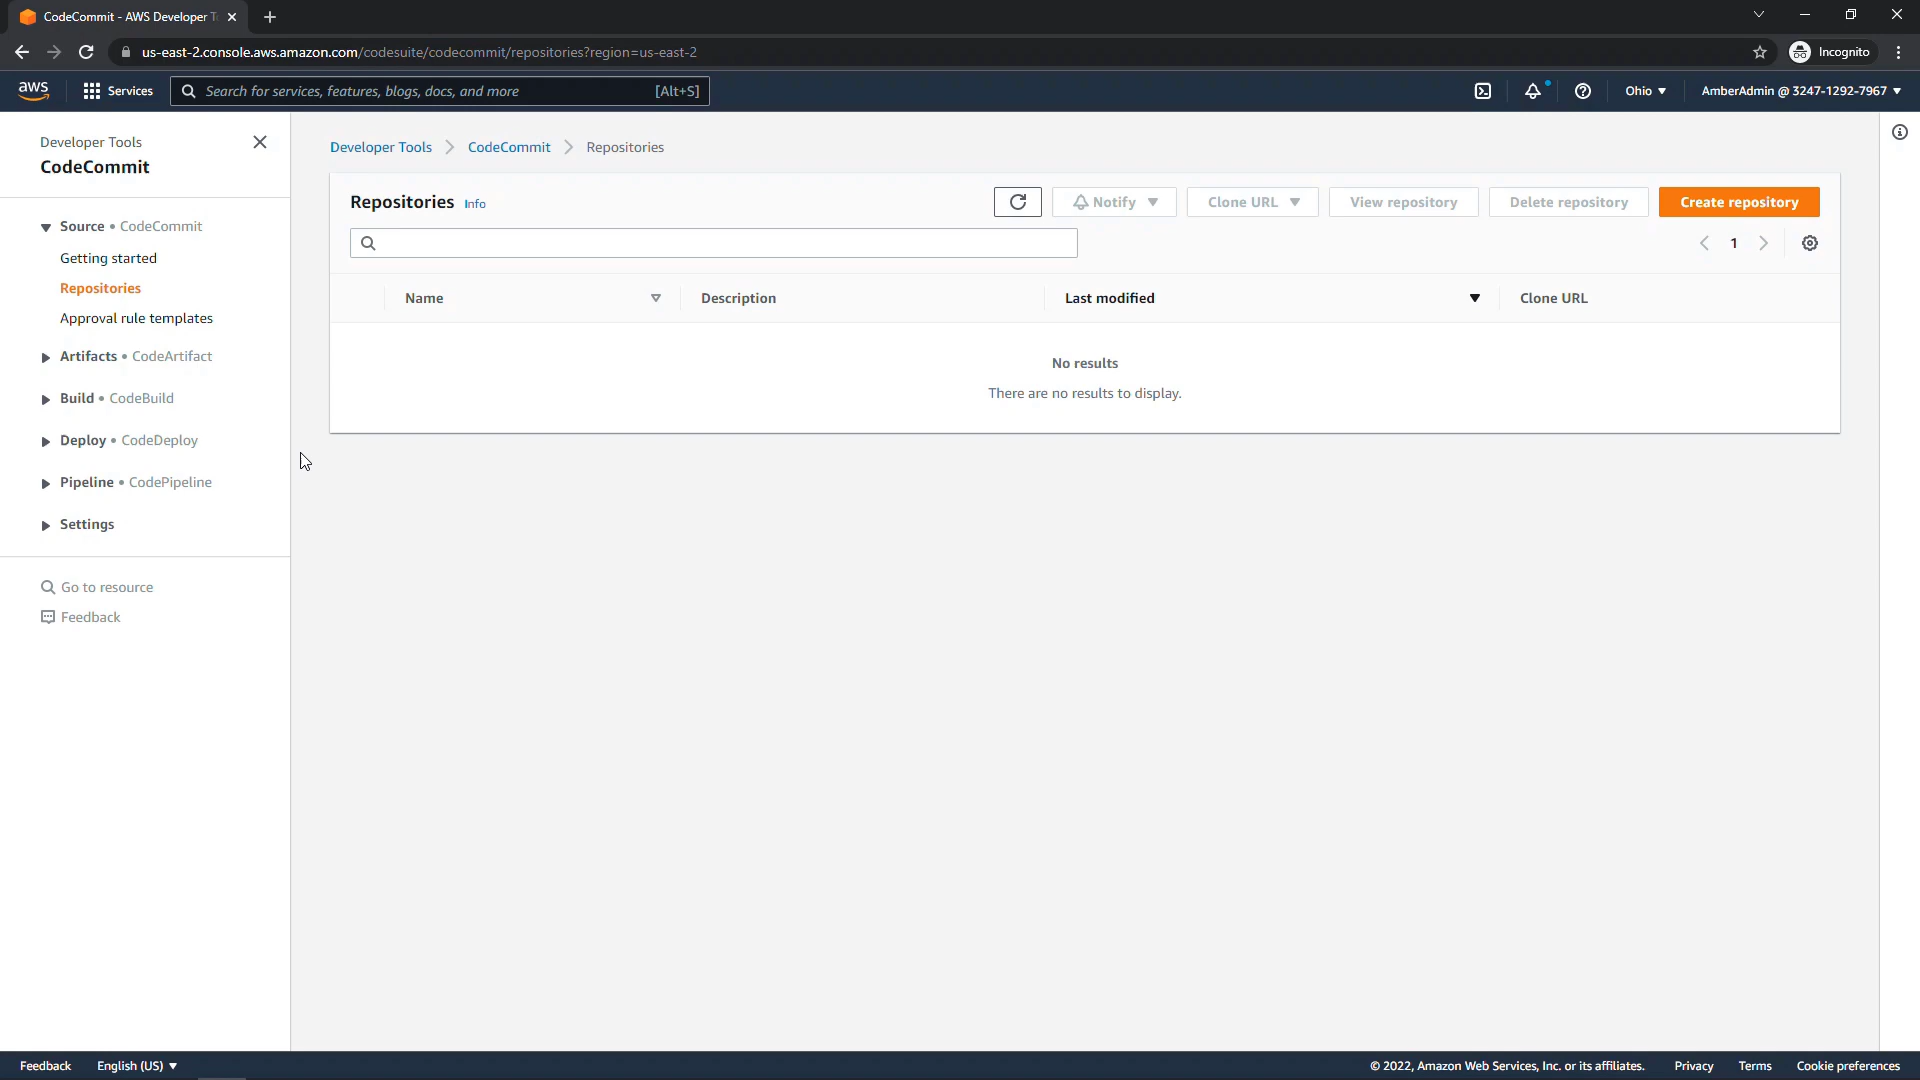 CodeCommit - AWS Developer T
us-east-2.console.aws.amazon.com/codesuite/codecommit/repositories?region=us-east-2
Incognito
aws
Services
Search for services, features, blogs, docs, and more
[Alt+S]
Ohio
AmberAdmin @ 3247-1292-7967
Developer Tools
CodeCommit
Source • CodeCommit
Getting started
Repositories
Approval rule templates
Artifacts • CodeArtifact
Build • CodeBuild
Deploy • CodeDeploy
Pipeline • CodePipeline
Settings
Go to resource
Feedback
Developer Tools
CodeCommit
Repositories
Repositories Info
Notify
Clone URL
View repository
Delete repository
Create repository
1
Name
Description
Last modified
Clone URL
No results
There are no results to display.
Feedback
English (US)
© 2022, Amazon Web Services, Inc. or its affiliates.
Privacy
Terms
Cookie preferences